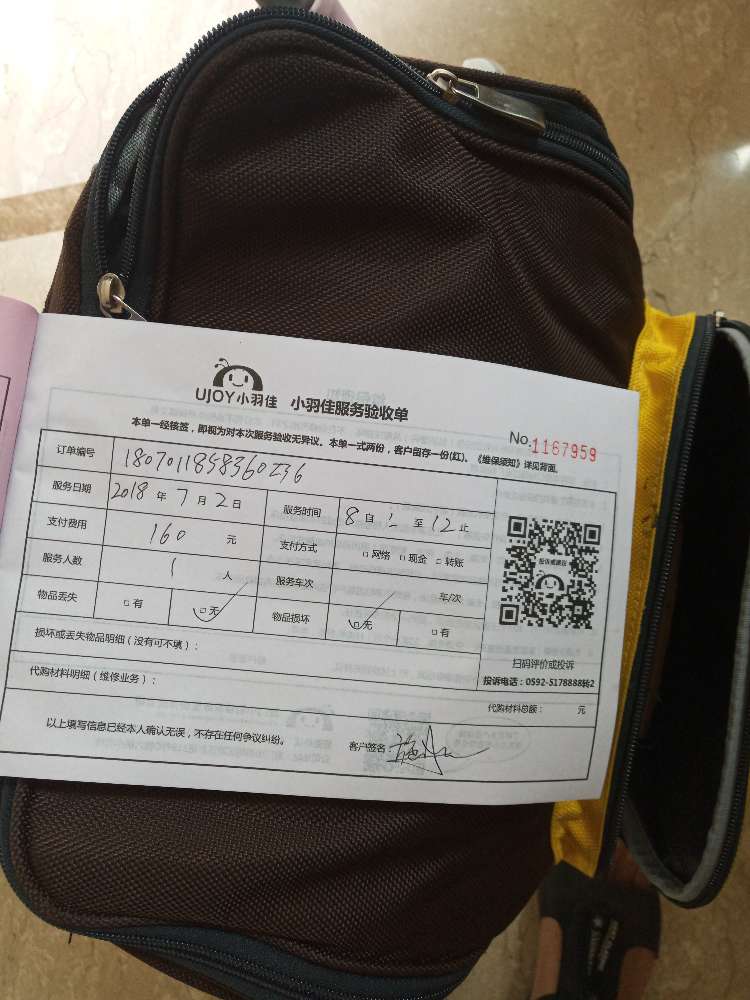 UJOY小羽佳 小羽佳服务验收单
No.1167959
本单一经核签，即视为对本次服务验收无异议。本单一式两份，客户留存一份(红)。《维保须知》详见背面。
订单编号 1807011858360236
服务日期 2018 年 7 月 2 日 服务时间 8 自 至 12 止
支付费用 160 元 支付方式 □网络 □现金 □转账
服务人数 1 人 服务车次 车/次
物品丢失 □有 □无 物品损坏 □无 □有
损坏或丢失物品明细（没有可不填）：
代购材料明细（维修业务）：
代购材料总额： 元
以上填写信息已经本人确认无误，不存在任何争议纠纷。 客户签名：
投诉或建议
扫码评价或投诉
投诉电话：0592-5178888转2